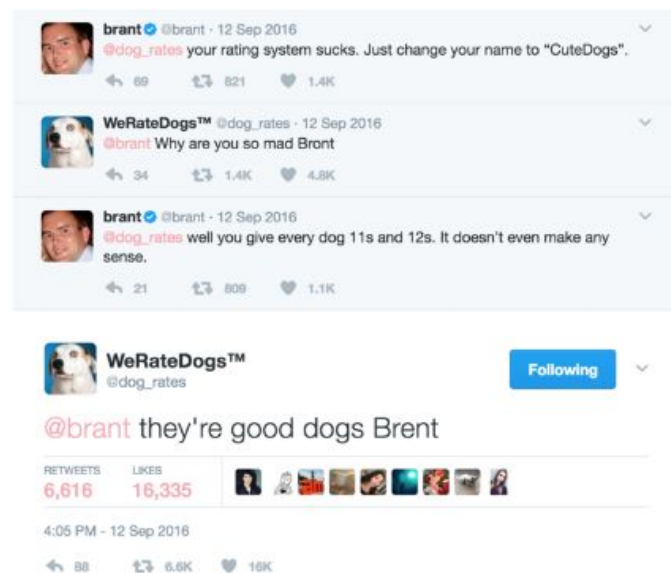 brant @brant · 12 Sep 2016
@dog_rates your rating system sucks. Just change your name to “CuteDogs”.
69 821 1.4K
WeRateDogs™ @dog_rates · 12 Sep 2016
@brant Why are you so mad Bront
34 1.4K 4.8K
brant @brant · 12 Sep 2016
@dog_rates well you give every dog 11s and 12s. It doesn't even make any
sense.
21 809 1.1K
WeRateDogs™
@dog_rates
Following
@brant they're good dogs Brent
RETWEETS LIKES
6,616 16,335
4:05 PM - 12 Sep 2016
88 6.6K 16K